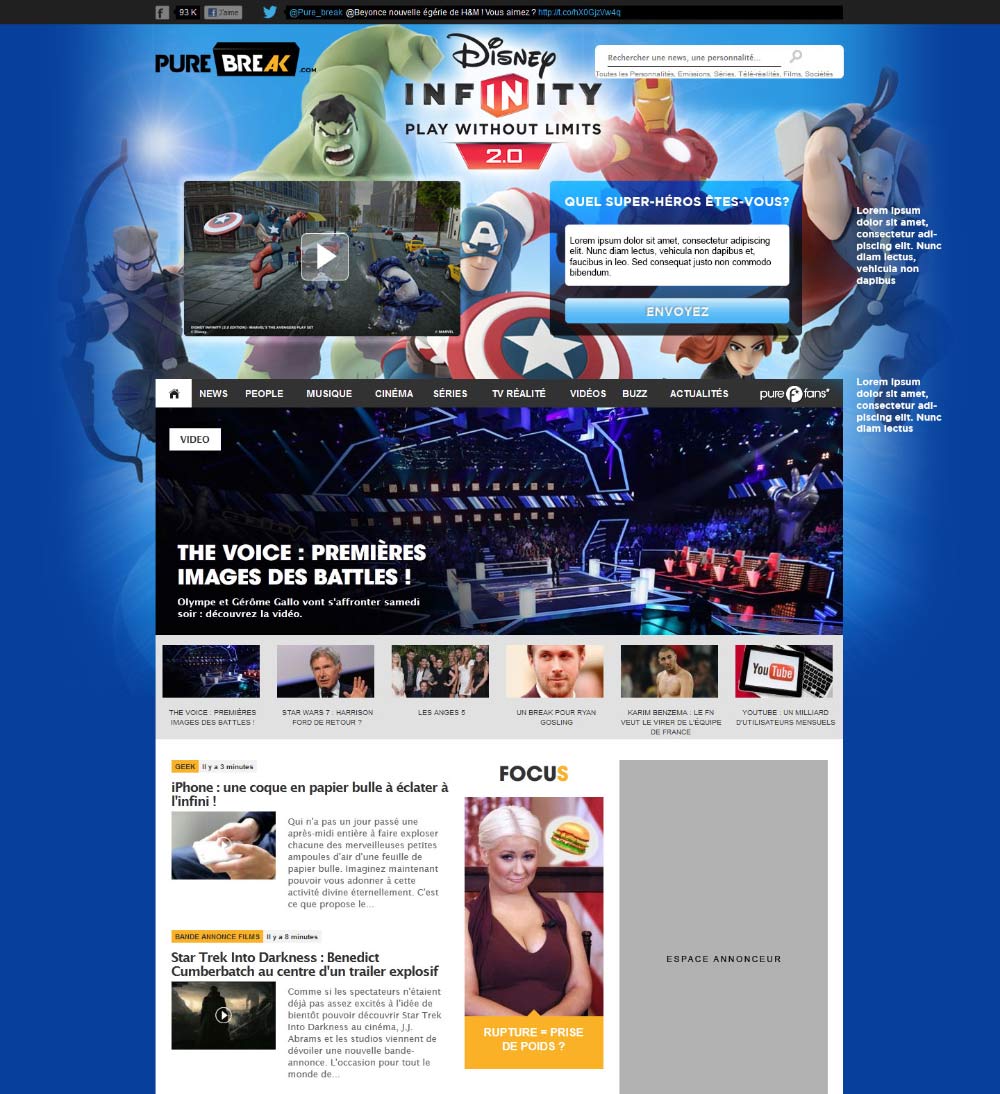 93 K
J'aime
@Pure_break @Beyonce nouvelle égérie de H&M ! Vous aimez ? http://t.co/hX0GjzVw4q
PURE BREAK .COM
DISNEY
INFINITY
PLAY WITHOUT LIMITS
2.0
Rechercher une news, une personnalité...
Toutes les Personnalités, Emissions, Séries, Télé-réalités, Films, Sociétés
DISNEY INFINITY (2.0 EDITION) - MARVEL'S THE AVENGERS PLAY SET
© Disney.
© MARVEL
QUEL SUPER-HÉROS ÊTES-VOUS?
Lorem ipsum dolor sit amet, consectetur adipiscing
elit. Nunc diam lectus, vehicula non dapibus et,
faucibus in leo. Sed consequat justo non commodo
bibendum.
ENVOYEZ
Lorem ipsum
dolor sit amet,
consectetur adi-
piscing elit. Nunc
diam lectus,
vehicula non
dapibus
Lorem ipsum
dolor sit amet,
consectetur adi-
piscing elit. Nunc
diam lectus
NEWS PEOPLE MUSIQUE CINÉMA SÉRIES TV RÉALITÉ VIDÉOS BUZZ ACTUALITÉS pure F fans
VIDEO
THE VOICE : PREMIÈRES
IMAGES DES BATTLES !
Olympe et Gérôme Gallo vont s'affronter samedi
soir : découvrez la vidéo.
You Tube
THE VOICE : PREMIÈRES
IMAGES DES BATTLES !
STAR WARS 7 : HARRISON
FORD DE RETOUR ?
LES ANGES 5
UN BREAK POUR RYAN
GOSLING
KARIM BENZEMA : LE FN
VEUT LE VIRER DE L'ÉQUIPE
DE FRANCE
YOUTUBE : UN MILLIARD
D'UTILISATEURS MENSUELS
GEEK Il y a 3 minutes
iPhone : une coque en papier bulle à éclater à
l'infini !
Qui n'a pas un jour passé une
après-midi entière à faire exploser
chacune des merveilleuses petites
ampoules d'air d'une feuille de
papier bulle. Imaginez maintenant
pouvoir vous adonner à cette
activité divine éternellement. C'est
ce que propose le...
BANDE ANNONCE FILMS Il y a 8 minutes
Star Trek Into Darkness : Benedict
Cumberbatch au centre d'un trailer explosif
Comme si les spectateurs n'étaient
déjà pas assez excités à l'idée de
bientôt pouvoir découvrir Star Trek
Into Darkness au cinéma, J.J.
Abrams et les studios viennent de
dévoiler une nouvelle bande-
annonce. L'occasion pour tout le
monde de...
FOCUS
RUPTURE = PRISE
DE POIDS ?
ESPACE ANNONCEUR